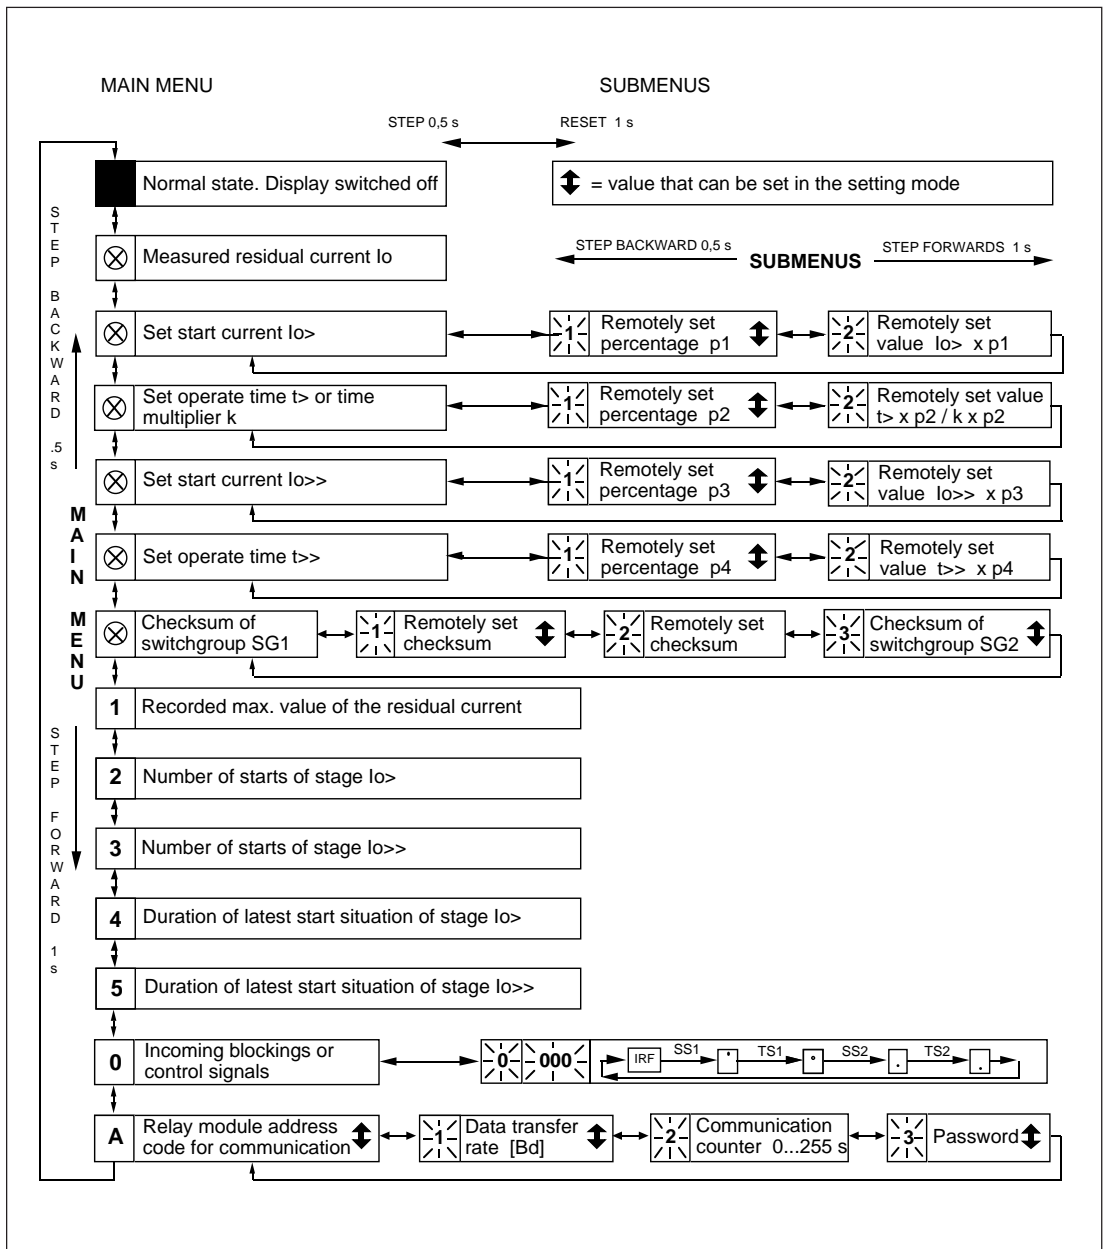 MAIN MENU
SUBMENUS
STEP 0,5 s
RESET 1 s
Normal state. Display switched off
= value that can be set in the setting mode
STEP BACKWARD .5 s
Measured residual current Io
STEP BACKWARD 0,5 s
SUBMENUS
STEP FORWARDS 1 s
Set start current Io>
1
Remotely set
percentage p1
2
Remotely set
value Io> x p1
Set operate time t> or time
multiplier k
1
Remotely set
percentage p2
2
Remotely set value
t> x p2 / k x p2
Set start current Io>>
1
Remotely set
percentage p3
2
Remotely set
value Io>> x p3
MAIN MENU
Set operate time t>>
1
Remotely set
percentage p4
2
Remotely set
value t>> x p4
Checksum of
switchgroup SG1
1
Remotely set
checksum
2
Remotely set
checksum
3
Checksum of
switchgroup SG2
1
Recorded max. value of the residual current
STEP FORWARD 1 s
2
Number of starts of stage Io>
3
Number of starts of stage Io>>
4
Duration of latest start situation of stage Io>
5
Duration of latest start situation of stage Io>>
0
Incoming blockings or
control signals
0
000
IRF
SS1
TS1
SS2
TS2
A
Relay module address
code for communication
1
Data transfer
rate [Bd]
2
Communication
counter 0...255 s
3
Password